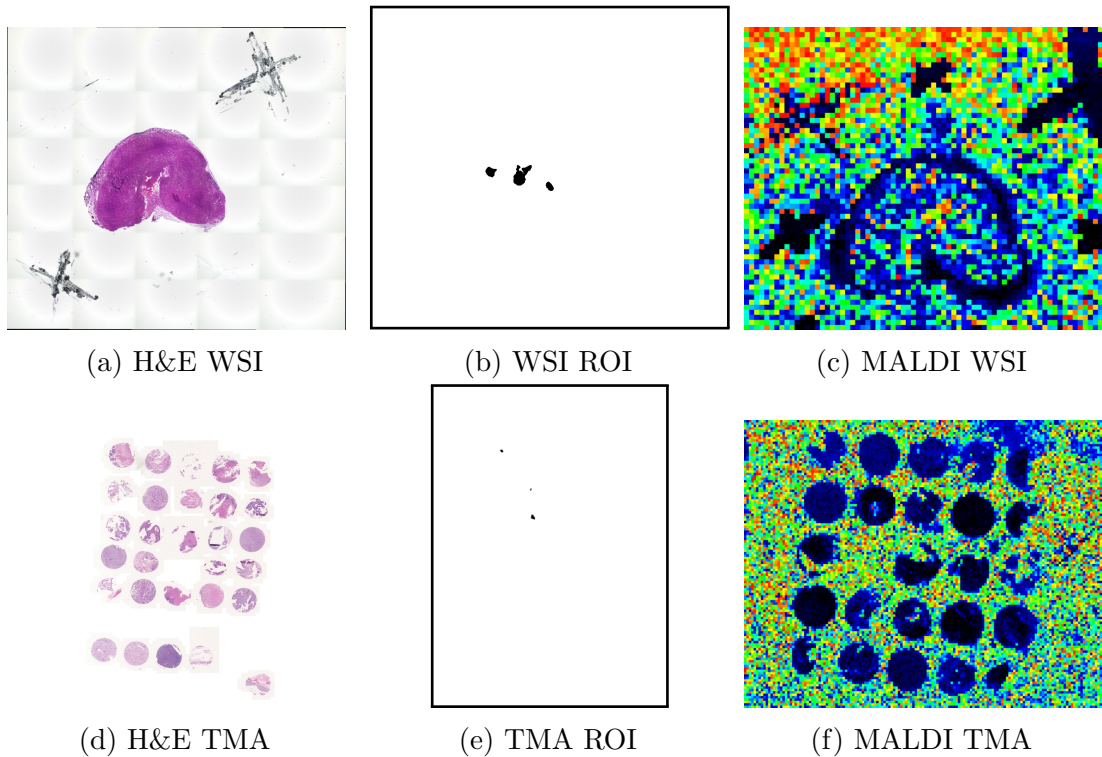 (a) H&E WSI
(b) WSI ROI
(c) MALDI WSI
(d) H&E TMA
(e) TMA ROI
(f) MALDI TMA